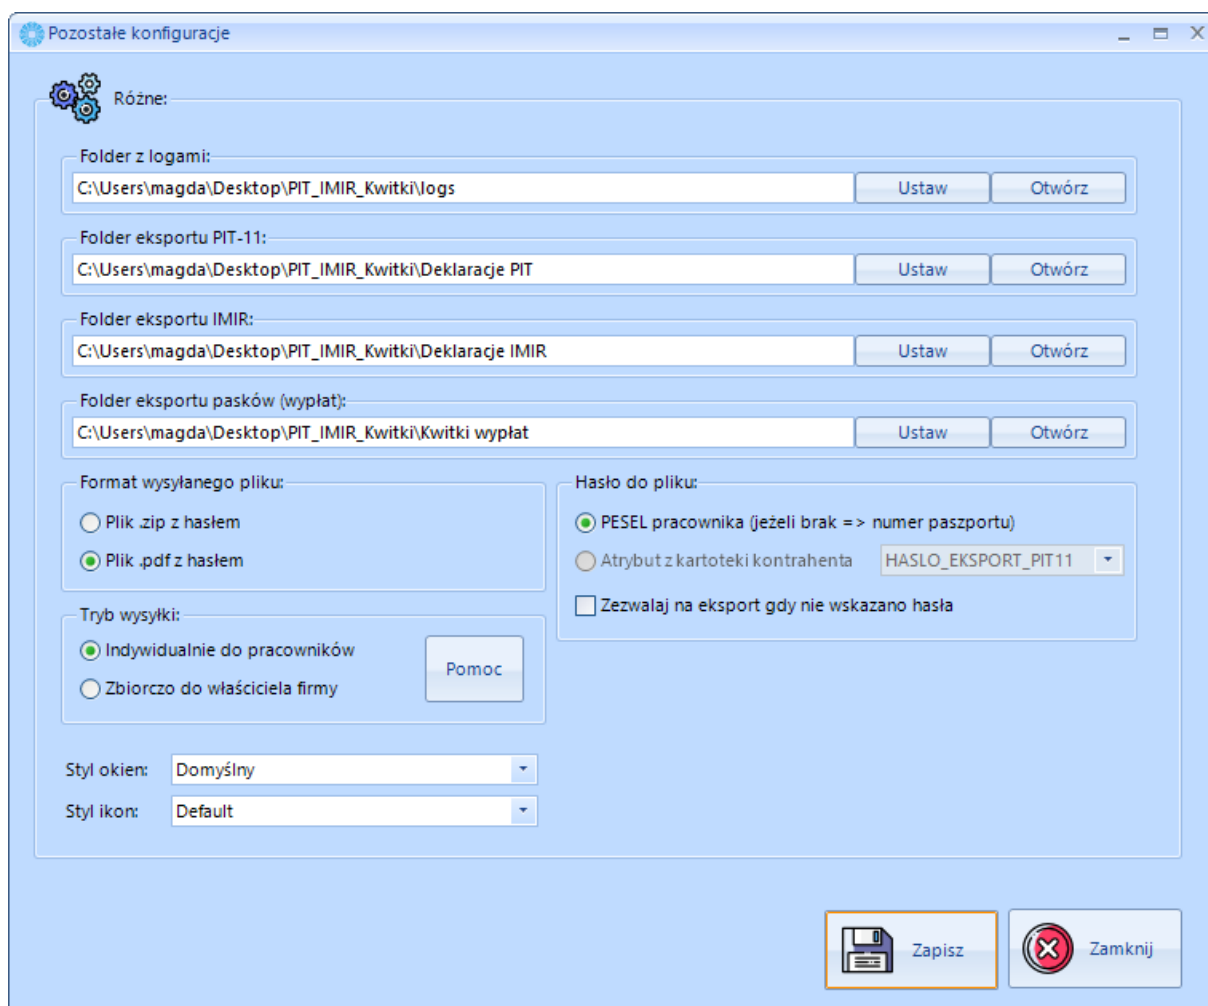 Pozostałe konfiguracje
Różne:
Folder z logami:
C:\Users\magda\Desktop\PIT_IMIR_Kwitki\logs Ustaw Otwórz
Folder eksportu PIT-11:
C:\Users\magda\Desktop\PIT_IMIR_Kwitki\Deklaracje PIT Ustaw Otwórz
Folder eksportu IMIR:
C:\Users\magda\Desktop\PIT_IMIR_Kwitki\Deklaracje IMIR Ustaw Otwórz
Folder eksportu pasków (wypłat):
C:\Users\magda\Desktop\PIT_IMIR_Kwitki\Kwitki wypłat Ustaw Otwórz
Format wysyłanego pliku:
Plik .zip z hasłem
Plik .pdf z hasłem
Hasło do pliku:
PESEL pracownika (jeżeli brak => numer paszportu)
Atrybut z kartoteki kontrahenta HASLO_EKSPORT_PIT11
Zezwalaj na eksport gdy nie wskazano hasła
Tryb wysyłki:
Indywidualnie do pracowników
Zbiorczo do właściciela firmy
Pomoc
Styl okien: Domyślny
Styl ikon: Default
Zapisz Zamknij